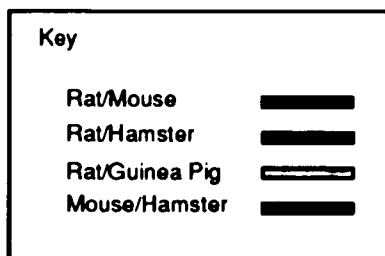 Key
Rat/Mouse
Rat/Hamster
Rat/Guinea Pig
Mouse/Hamster